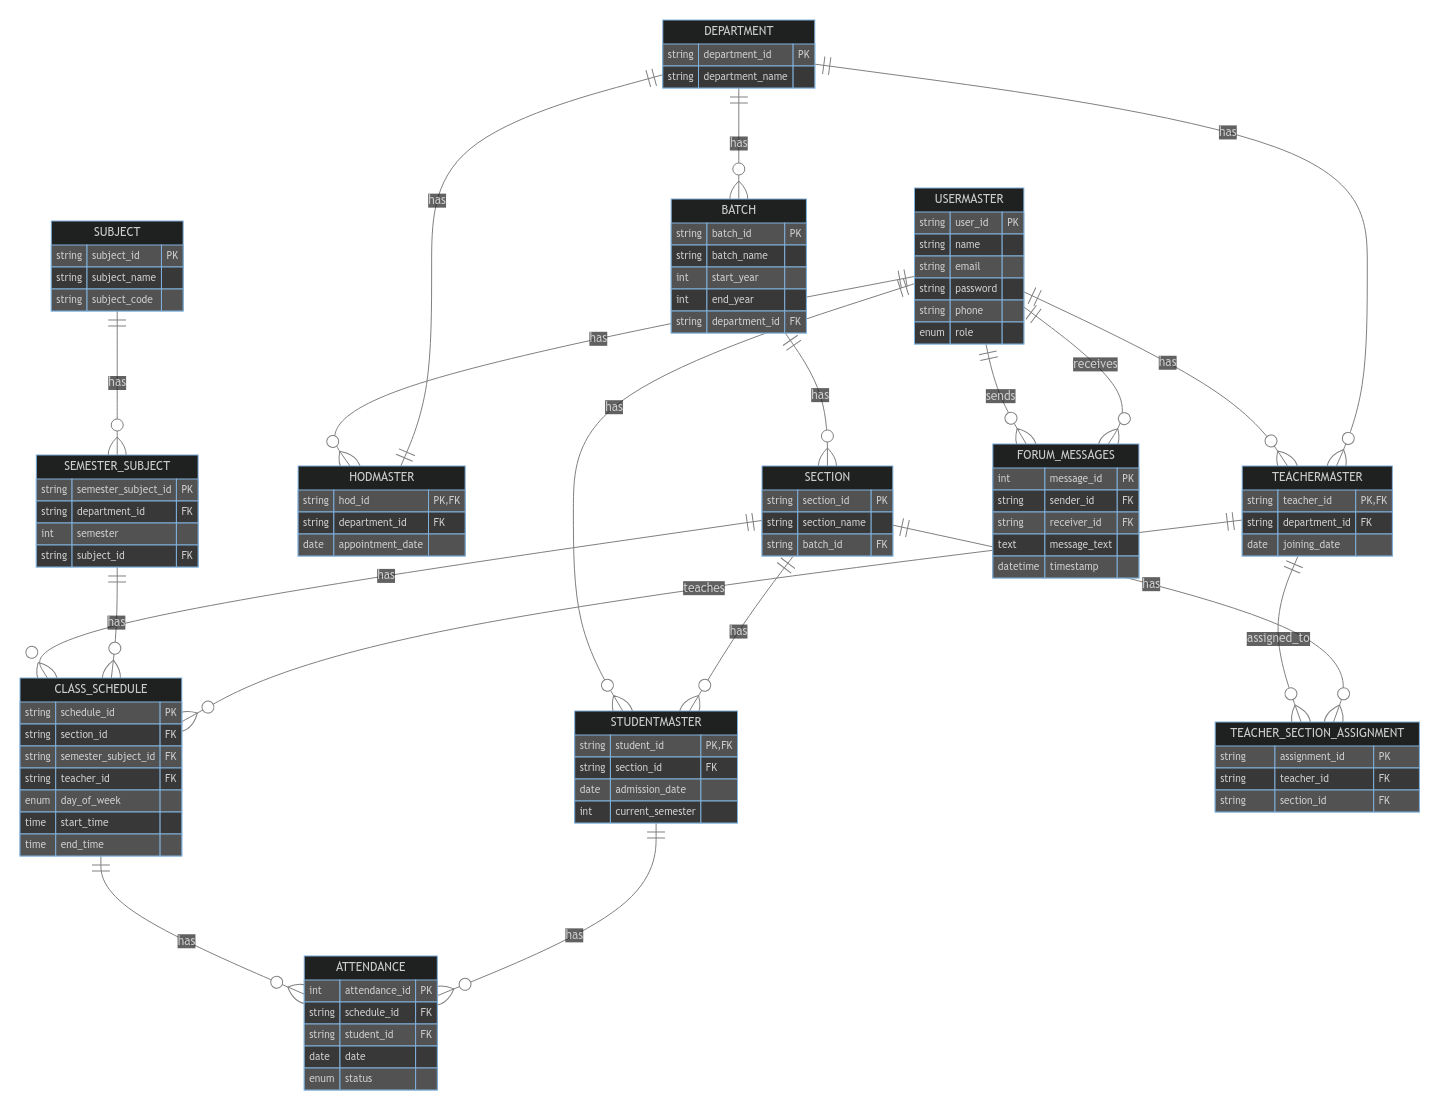 DEPARTMENT
string department_id PK
string department_name
has
has
has
USERMASTER
string user_id PK
string name
string email
string password
string phone
enum role
BATCH
string batch_id PK
string batch_name
int start_year
int end_year
string department_id FK
SUBJECT
string subject_id PK
string subject_name
string subject_code
has
has
receives
has
has
sends
has
has
SEMESTER_SUBJECT
string semester_subject_id PK
string department_id FK
int semester
string subject_id FK
HODMASTER
string hod_id PK,FK
string department_id FK
date appointment_date
SECTION
string section_id PK
string section_name
string batch_id FK
FORUM_MESSAGES
int message_id PK
string sender_id FK
string receiver_id FK
text message_text
datetime timestamp
TEACHERMASTER
string teacher_id PK,FK
string department_id FK
date joining_date
has
teaches
has
has
has
assigned_to
CLASS_SCHEDULE
string schedule_id PK
string section_id FK
string semester_subject_id FK
string teacher_id FK
enum day_of_week
time start_time
time end_time
STUDENTMASTER
string student_id PK,FK
string section_id FK
date admission_date
int current_semester
TEACHER_SECTION_ASSIGNMENT
string assignment_id PK
string teacher_id FK
string section_id FK
has
has
ATTENDANCE
int attendance_id PK
string schedule_id FK
string student_id FK
date date
enum status